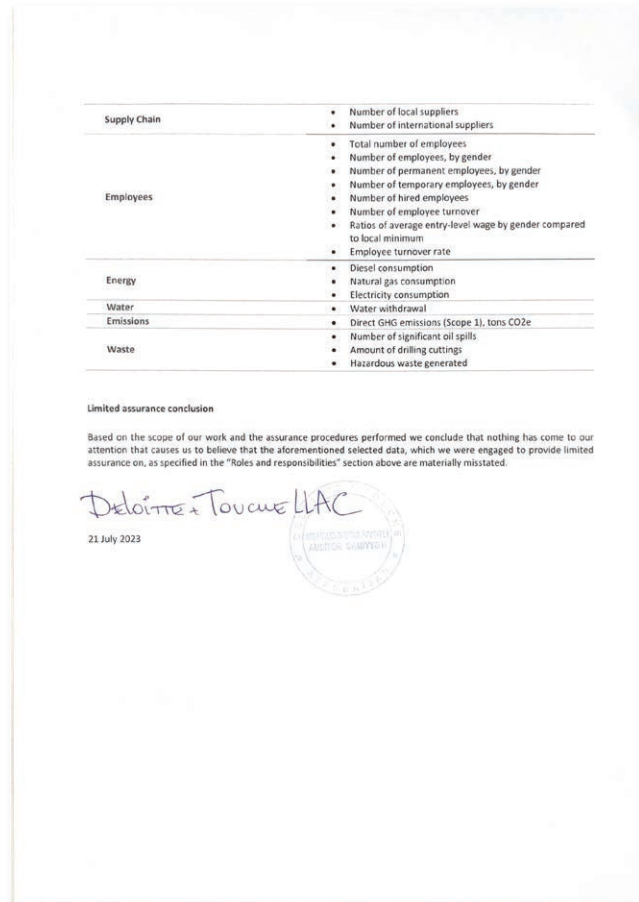 Supply Chain
• Number of local suppliers
• Number of international suppliers
Employees
• Total number of employees
• Number of employees, by gender
• Number of permanent employees, by gender
• Number of temporary employees, by gender
• Number of hired employees
• Number of employee turnover
• Ratios of average entry-level wage by gender compared
to local minimum
• Employee turnover rate
Energy
• Diesel consumption
• Natural gas consumption
• Electricity consumption
Water
• Water withdrawal
Emissions
• Direct GHG emissions (Scope 1), tons CO2e
Waste
• Number of significant oil spills
• Amount of drilling cuttings
• Hazardous waste generated
Limited assurance conclusion
Based on the scope of our work and the assurance procedures performed we conclude that nothing has come to our
attention that causes us to believe that the aforementioned selected data, which we were engaged to provide limited
assurance on, as specified in the "Roles and responsibilities" section above are materially misstated.
Deloitte & Touche LLAC
21 July 2023